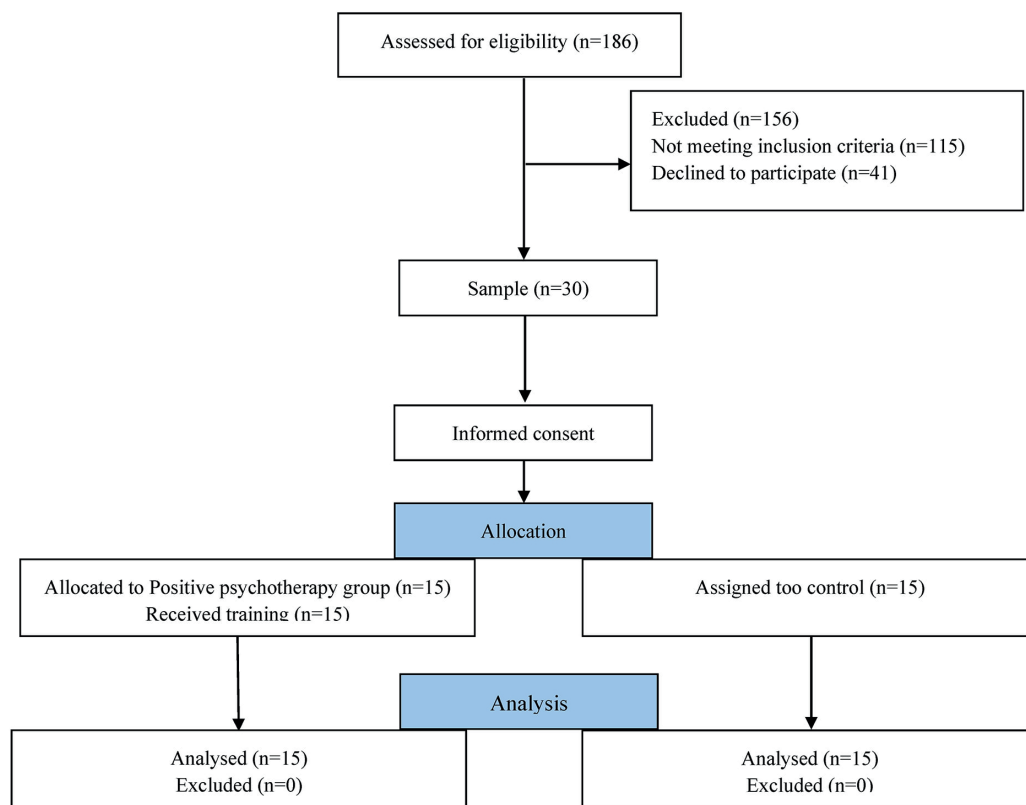 Assessed for eligibility (n=186)
Excluded (n=156)
Not meeting inclusion criteria (n=115)
Declined to participate (n=41)
Sample (n=30)
Informed consent
Allocation
Allocated to Positive psychotherapy group (n=15)
Received training (n=15)
Assigned too control (n=15)
Analysis
Analysed (n=15)
Excluded (n=0)
Analysed (n=15)
Excluded (n=0)